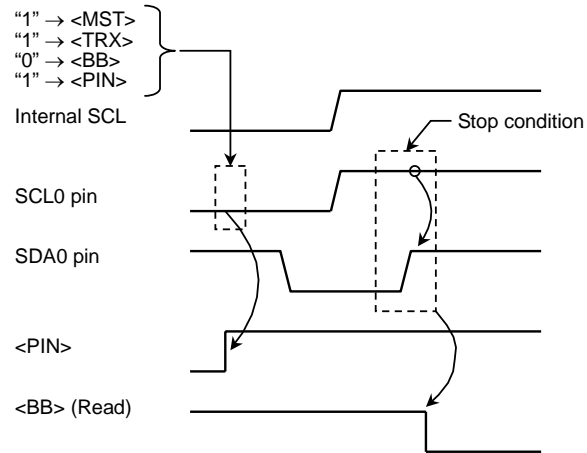 “1” → <MST>
“1” → <TRX>
“0” → <BB>
“1” → <PIN>
Internal SCL
Stop condition
SCL0 pin
SDA0 pin
<PIN>
<BB> (Read)